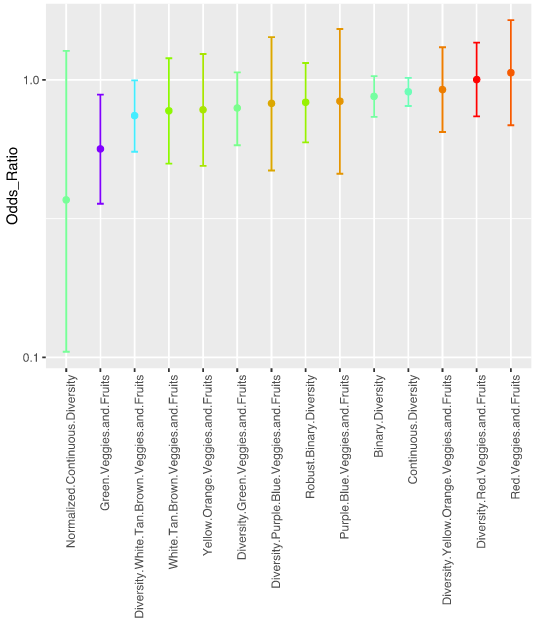 Odds_Ratio
1.0
0.1
Normalized.Continuous.Diversity
Green.Veggies.and.Fruits
Diversity.White.Tan.Brown.Veggies.and.Fruits
White.Tan.Brown.Veggies.and.Fruits
Yellow.Orange.Veggies.and.Fruits
Diversity.Green.Veggies.and.Fruits
Diversity.Purple.Blue.Veggies.and.Fruits
Robust.Binary.Diversity
Purple.Blue.Veggies.and.Fruits
Binary.Diversity
Continuous.Diversity
Diversity.Yellow.Orange.Veggies.and.Fruits
Diversity.Red.Veggies.and.Fruits
Red.Veggies.and.Fruits